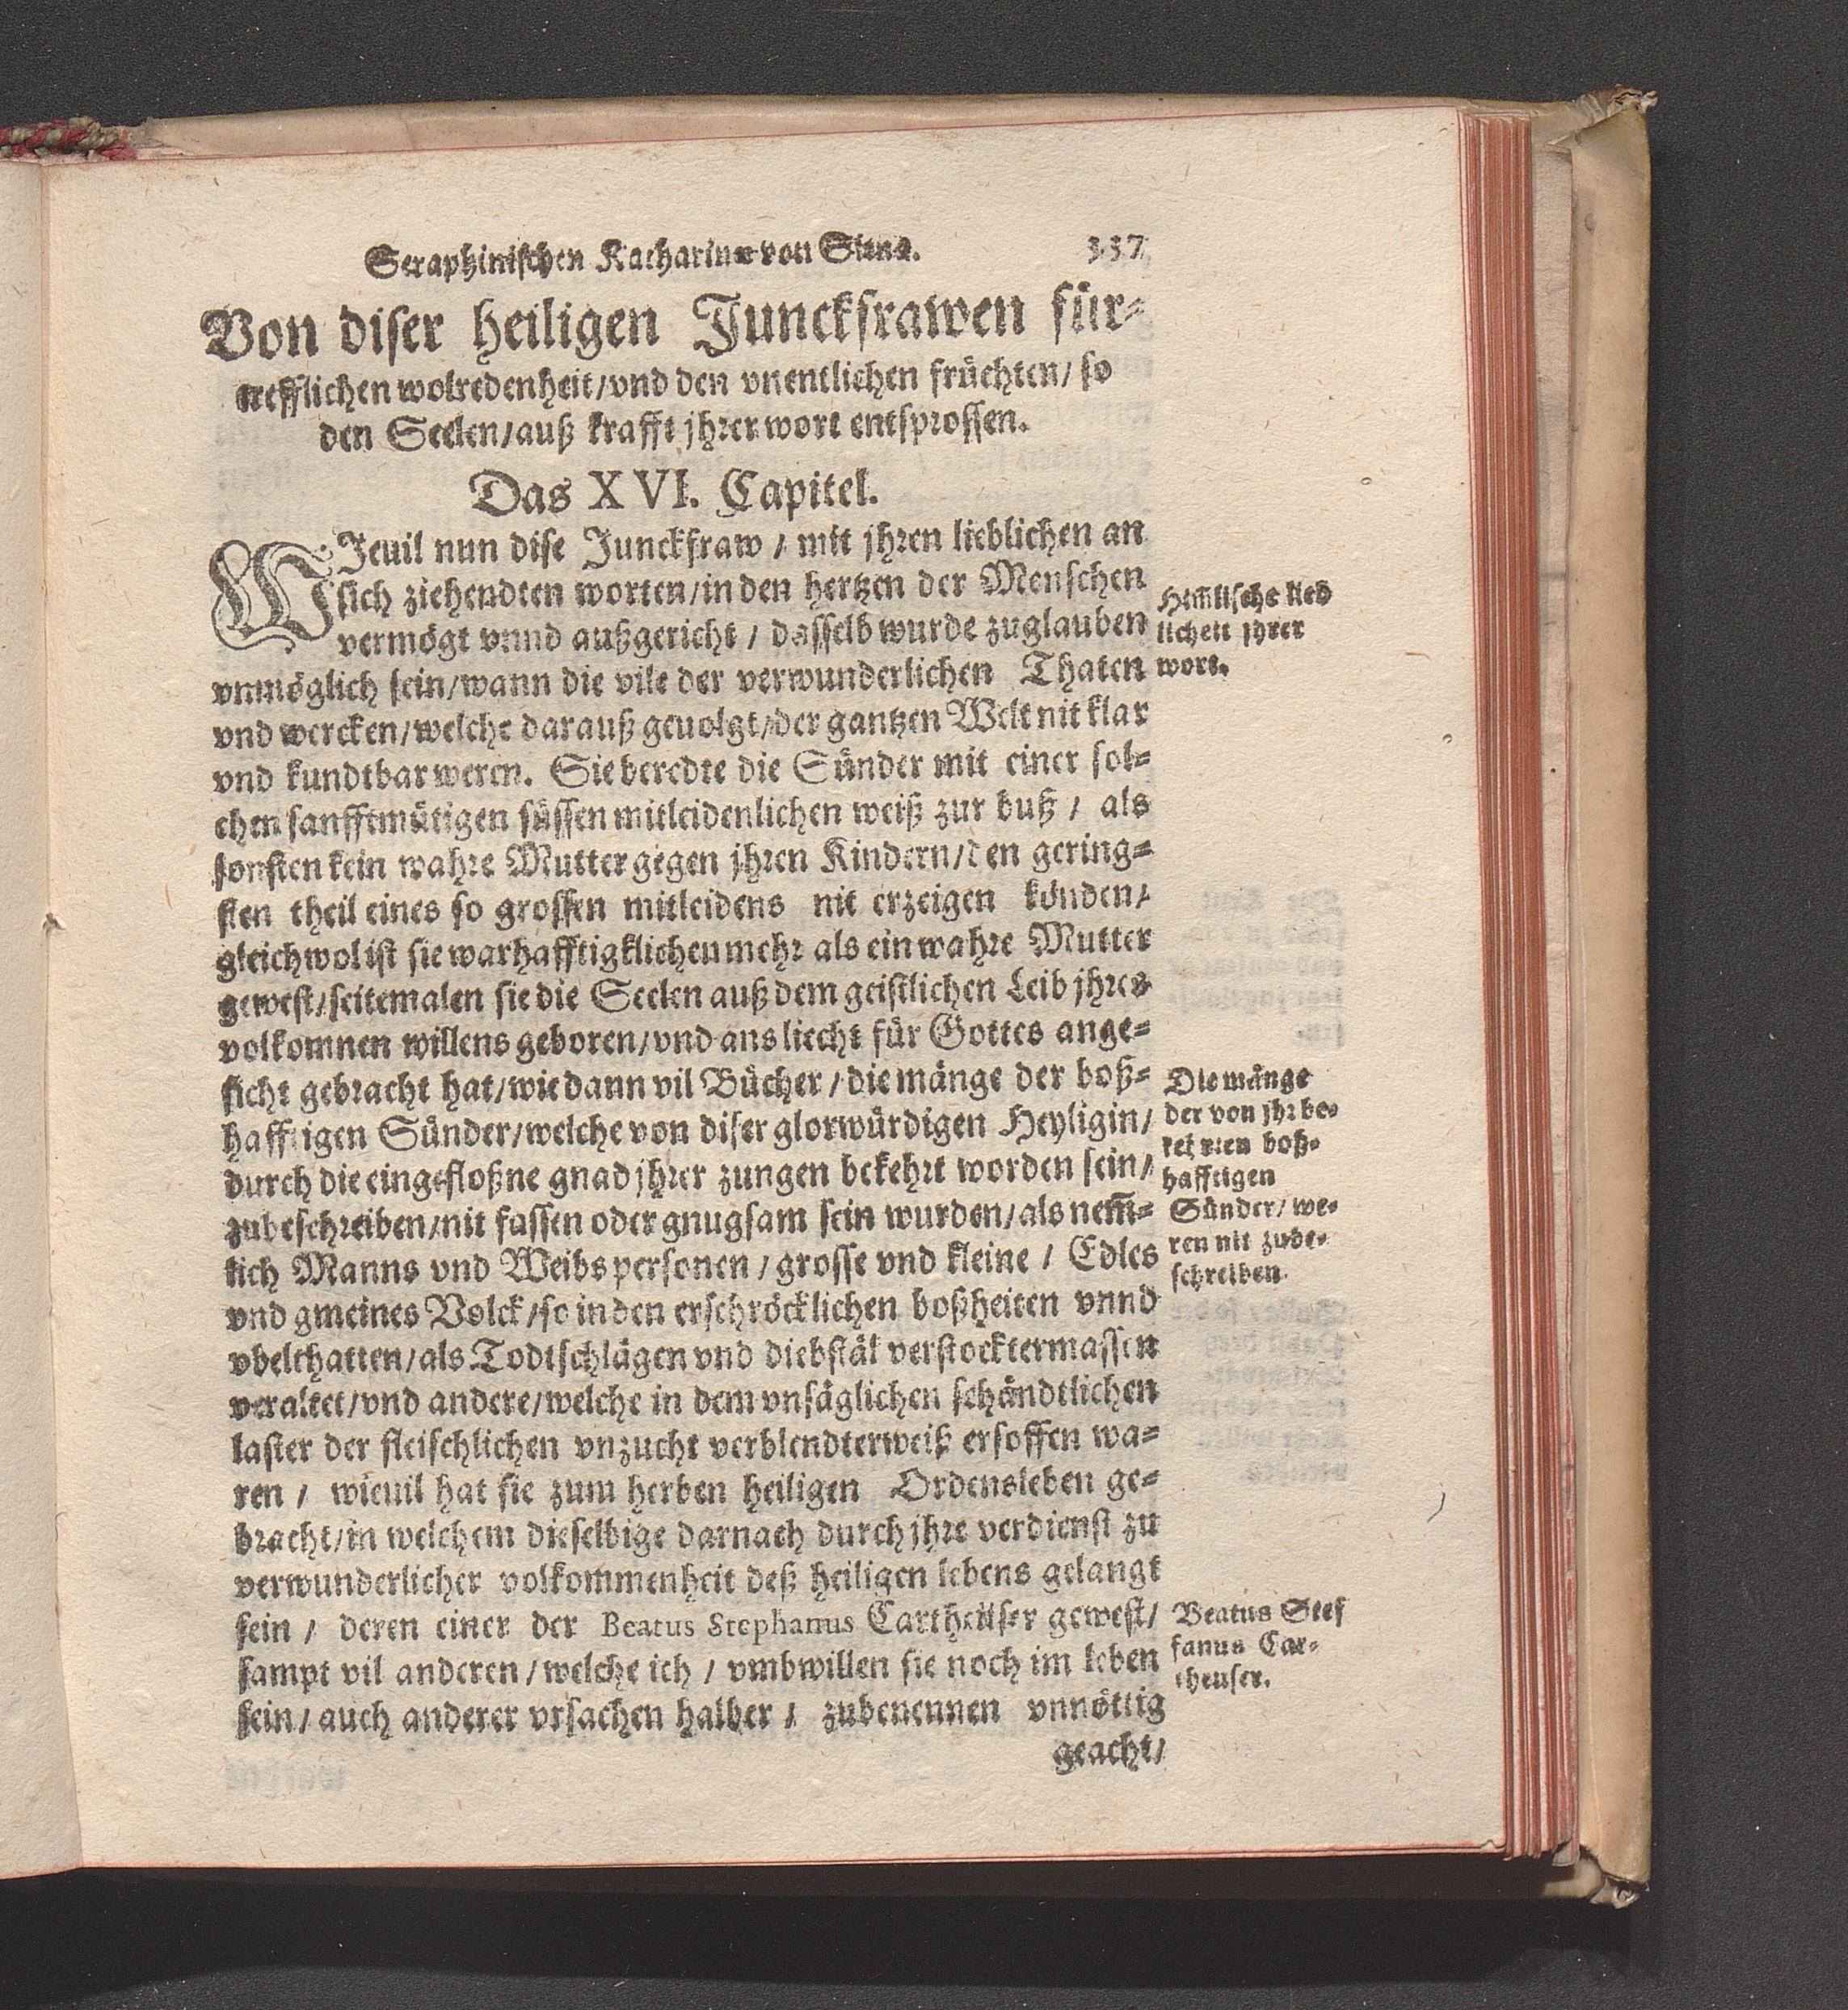 Seraphinischen Katharinæ von Siena. 337
Von diser heiligen Junckfrawen für-
trefflichen wolredenheit/vnd den vnentlichen früchten/ so
den Seelen/auß krafft jhrer wort entsprossen.
Das XVI. Capitel.
WJeuil nun dise Junckfraw / mit jhren lieblichen an
sich ziehendten worten/in den hertzen der Menschen
vermögt vnnd außgericht / dasselb wurde zuglauben
vnmöglich sein/wann die vile der verwunderlichen Thaten
vnd wercken/welche darauß geuolgt/der gantzen Welt nit klar
vnd kundtbar weren. Sie beredte die Sünder mit einer sol-
chen sanfftmütigen süssen mitleidenlichen weiß zur buß / als
sonsten kein wahre Mutter gegen jhren Kindern/den gering-
sten theil eines so grossen mitleidens nit erzeigen könden/
gleichwol ist sie warhafftigklichen mehr als ein wahre Mutter
gewest/seitemalen sie die Seelen auß dem geistlichen Leib jhres
volkomnen willens geboren/vnd ans liecht für Gottes ange-
sicht gebracht hat/wie dann vil Bücher / die mänge der boß-
hafftigen Sünder/welche von diser glorwürdigen Heyligin/
durch die eingefloßne gnad jhrer zungen bekehrt worden sein/
zubeschreiben/nit fassen oder gnugsam sein wurden/als nem̃-
lich Manns vnd Weibspersonen / grosse vnd kleine / Edles
vnd gmeines Volck/so in den erschröcklichen boßheiten vnnd
vbelthatten/als Todtschlägen vnd diebstäl verstocktermassen
veraltet/vnd andere/welche in dem vnsäglichen schändtlichen
laster der fleischlichen vnzucht verblendterweiß ersoffen wa-
ren / wieuil hat sie zum herben heiligen Ordensleben ge-
bracht/in welchem dieselbige darnach durch jhre verdienst zu
verwunderlicher volkommenheit deß heiligen lebens gelangt
sein / deren einer der Beatus Stephanus Cartheüser gewest/
sampt vil anderen / welche ich / vmbwillen sie noch im leben
sein / auch anderer vrsachen halber / zubenennen vnnöttig
geacht/
Him̃lische lieb
licheit jhrer
wort.
Die mänge
der von jhr be-
kehrten boß-
hafftigen
Sünder/ we-
ren nit zube-
schreiben.
Beatus Stef
fanus Car-
theuser.